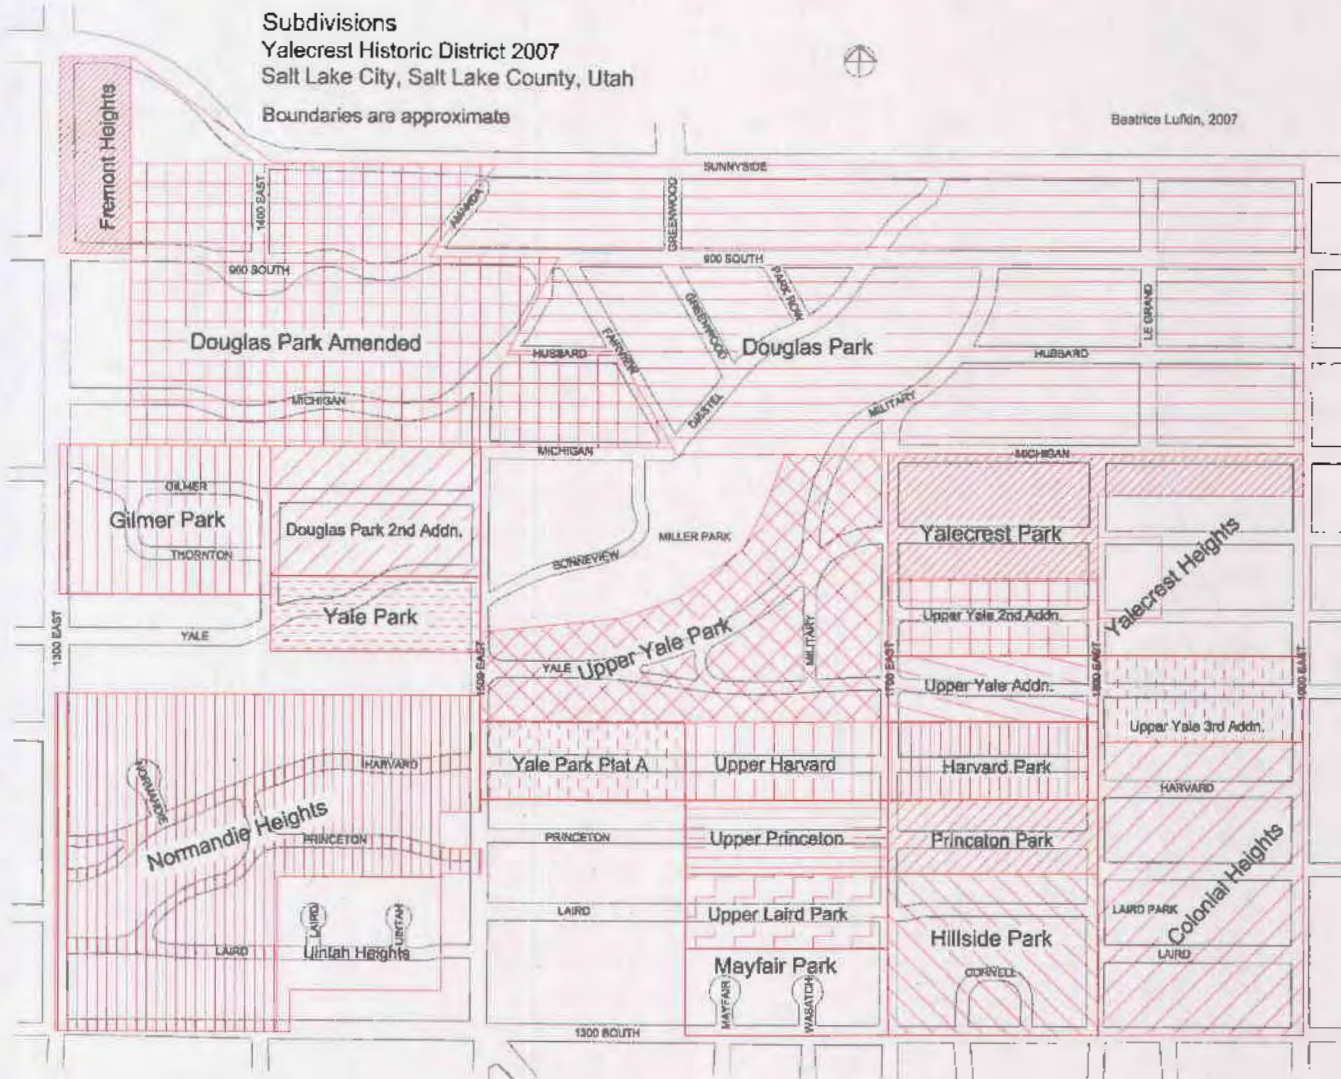 Subdivisions
Yalecrest Historic District 2007
Salt Lake City, Salt Lake County, Utah
Boundaries are approximate
Beatrice Lufkin, 2007
Fremont Heights
1400 EAST
AMANDA
SUNNYSIDE
GREENWOOD
900 SOUTH
900 SOUTH
PARK ROW
GREENWOOD
FAIRVIEW
LE GRAND
Douglas Park Amended
HUBBARD
Douglas Park
HUBBARD
MICHIGAN
DIESTEL
MILITARY
MICHIGAN
MICHIGAN
GILMER
Gilmer Park
Douglas Park 2nd Addn.
THORNTON
BONNEVIEW
MILLER PARK
Yalecrest Park
Yalecrest Heights
Yale Park
YALE
1300 EAST
1500 EAST
YALE
Upper Yale Park
MILITARY
1700 EAST
Upper Yale 2nd Addn.
Upper Yale Addn.
1800 EAST
1900 EAST
Upper Yale 3rd Addn.
NORMANDIE
HARVARD
Yale Park Plat A
Upper Harvard
Harvard Park
HARVARD
Normandie Heights
PRINCETON
PRINCETON
Upper Princeton
Princeton Park
Colonial Heights
LAIRD
UINTAH
LAIRD
Uintah Heights
LAIRD
Upper Laird Park
Hillside Park
LAIRD PARK
LAIRD
Mayfair Park
MAYFAIR
WASATCH
CORNELL
1300 SOUTH